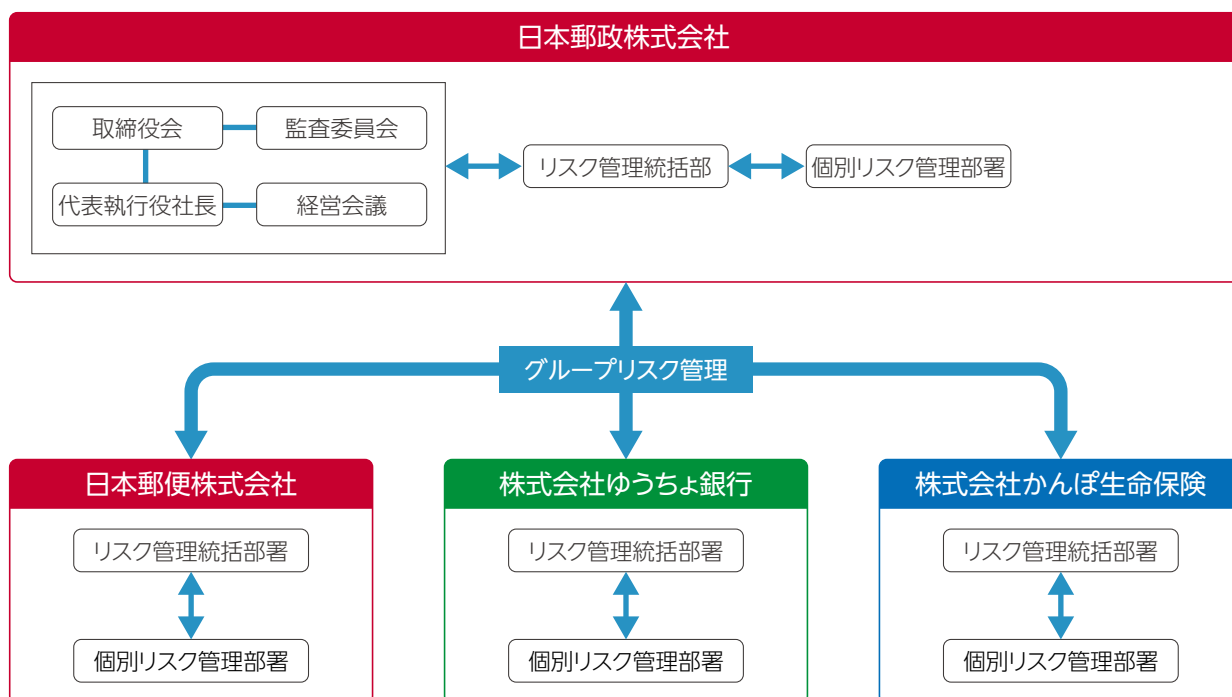 日本郵政株式会社
取締役会
監査委員会
代表執行役社長
経営会議
リスク管理統括部
個別リスク管理部署
グループリスク管理
日本郵便株式会社
リスク管理統括部署
個別リスク管理部署
株式会社ゆうちょ銀行
リスク管理統括部署
個別リスク管理部署
株式会社かんぽ生命保険
リスク管理統括部署
個別リスク管理部署